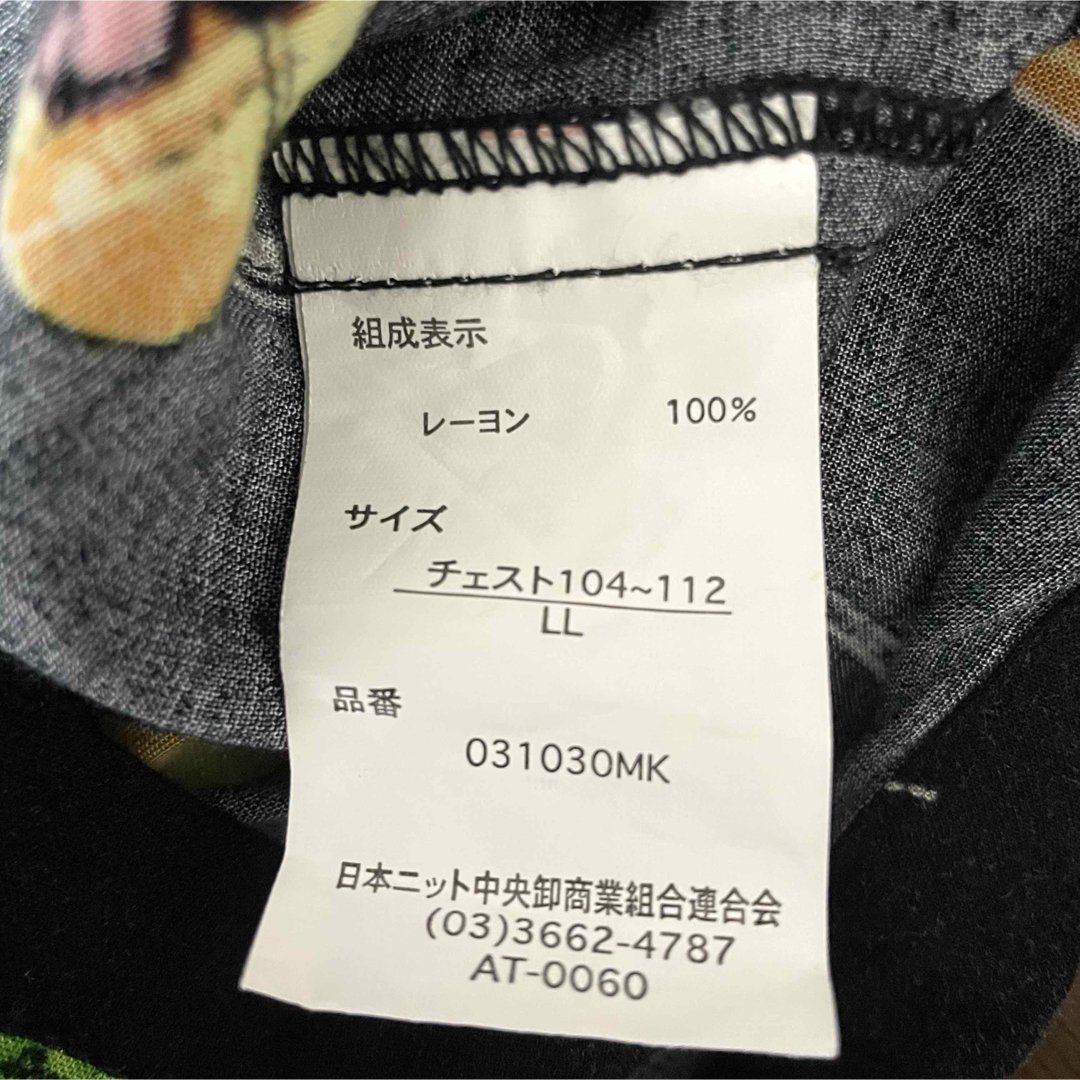 組成表示
レーヨン 100%
サイズ
チェスト104~112
LL
品番
031030MK
日本ニット中央卸商業組合連合会
(03)3662-4787
AT-0060